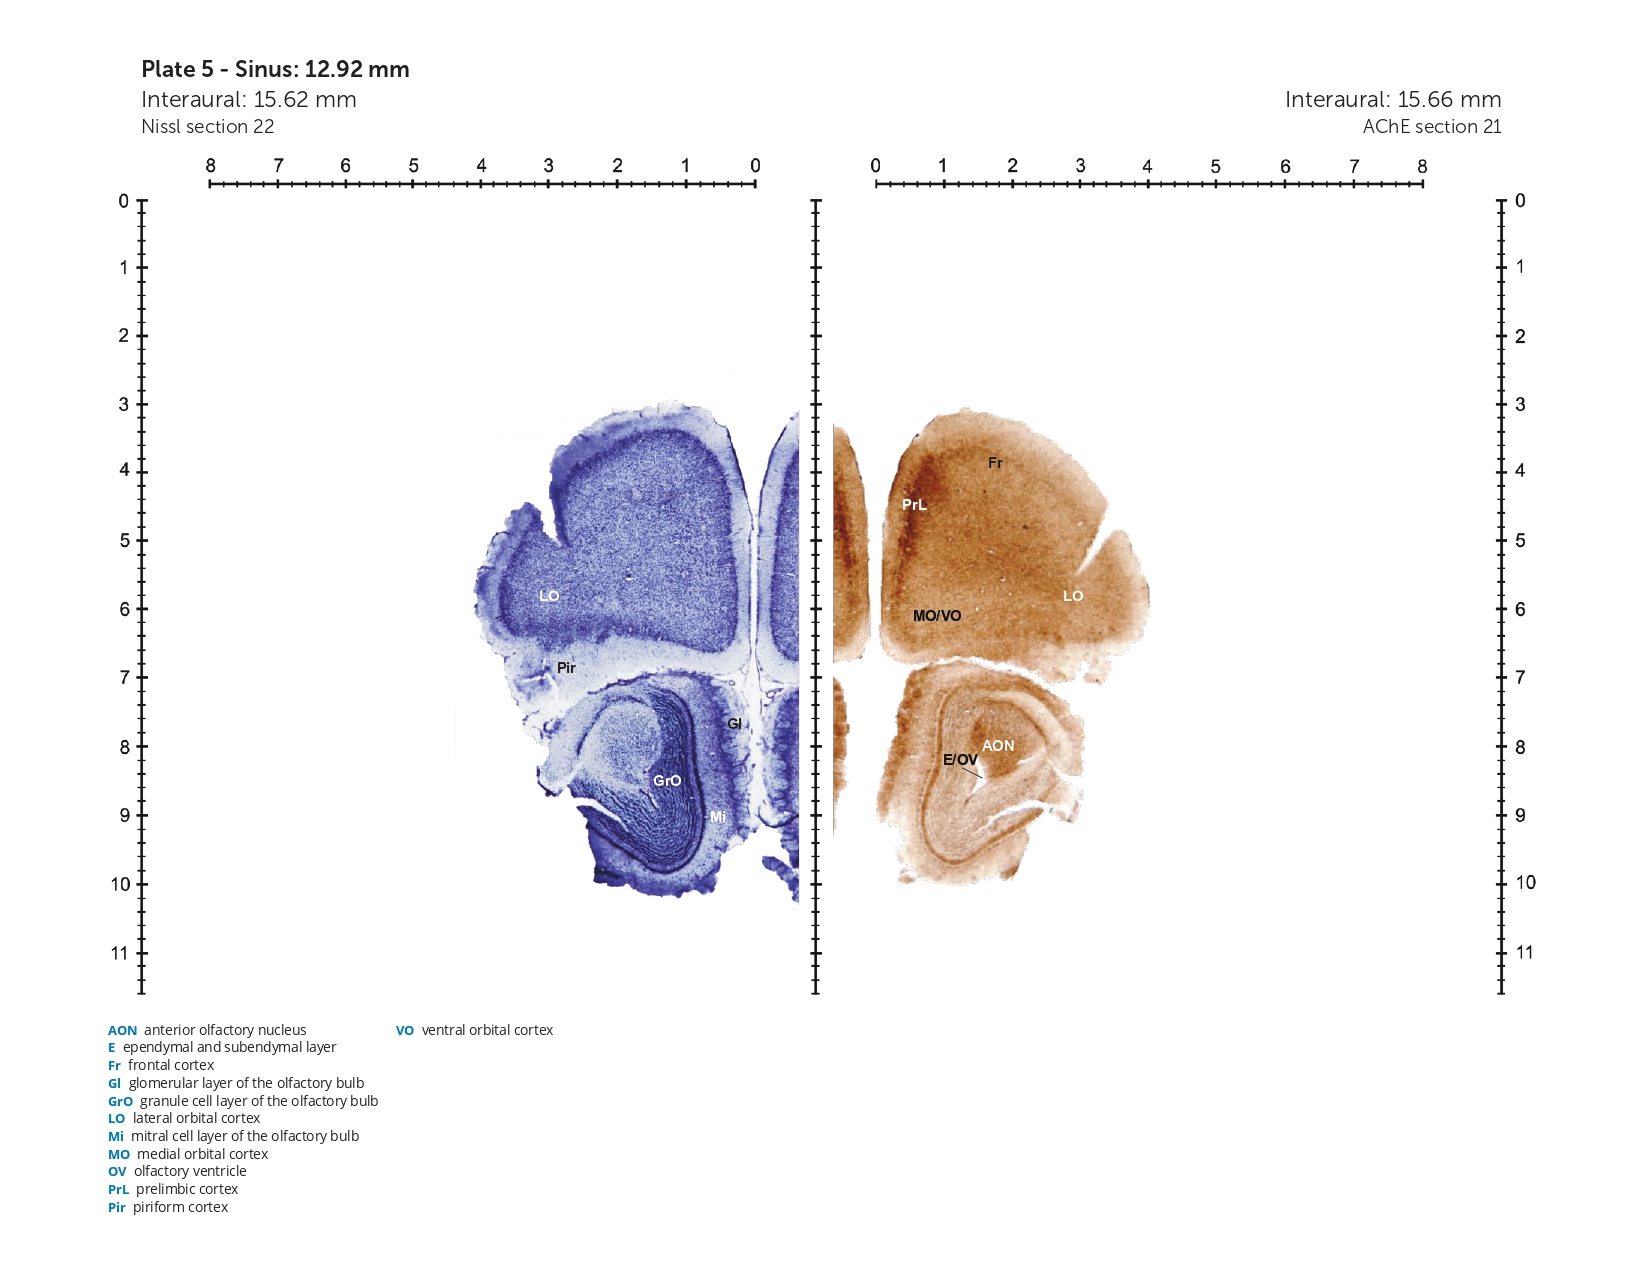 Plate 5 - Sinus: 12.92 mm
Interaural: 15.62 mm
Nissl section 22
Interaural: 15.66 mm
AChE section 21
8 7 6 5 4 3 2 1 0
0 1 2 3 4 5 6 7 8
0 0
1 1
2 2
3 3
4 4
5 5
6 6
7 7
8 8
9 9
10 10
11 11
Fr
PrL
LO
LO
MO/VO
Pir
Gl
AON
E/OV
GrO
Mi
AON anterior olfactory nucleus
E ependymal and subendymal layer
Fr frontal cortex
Gl glomerular layer of the olfactory bulb
GrO granule cell layer of the olfactory bulb
LO lateral orbital cortex
Mi mitral cell layer of the olfactory bulb
MO medial orbital cortex
OV olfactory ventricle
PrL prelimbic cortex
Pir piriform cortex
VO ventral orbital cortex